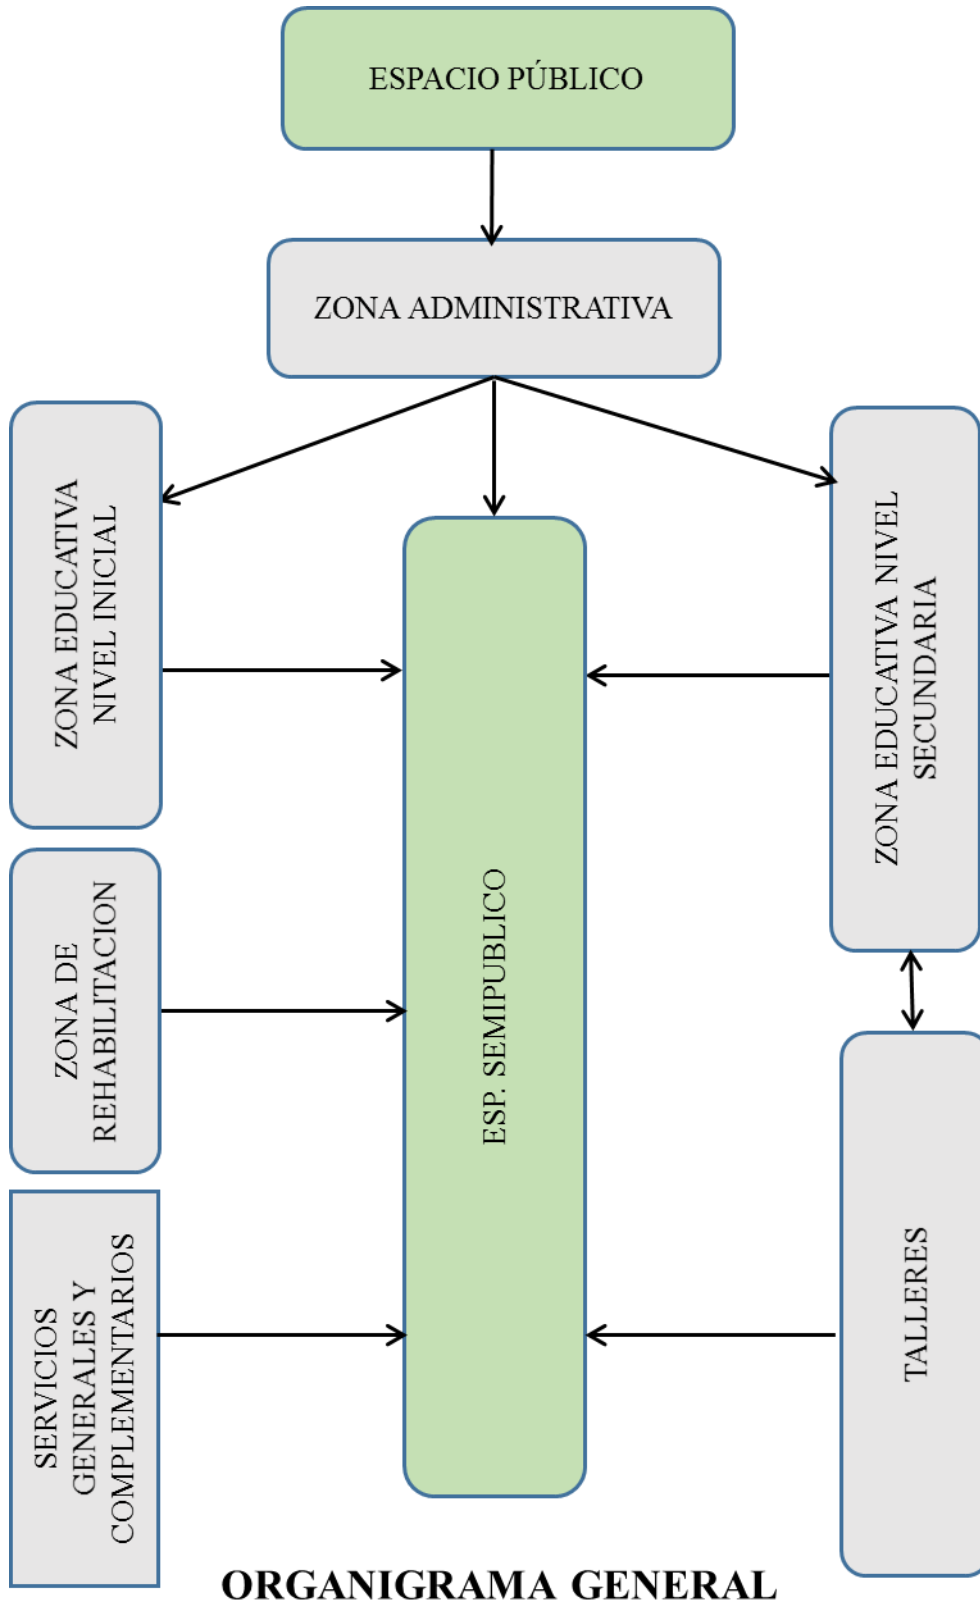 ESPACIO PÚBLICO
ZONA ADMINISTRATIVA
ZONA EDUCATIVA
NIVEL INICIAL
ZONA EDUCATIVA NIVEL
SECUNDARIA
ESP. SEMIPUBLICO
ZONA DE
REHABILITACION
SERVICIOS
GENERALES Y
COMPLEMENTARIOS
TALLERES
ORGANIGRAMA GENERAL